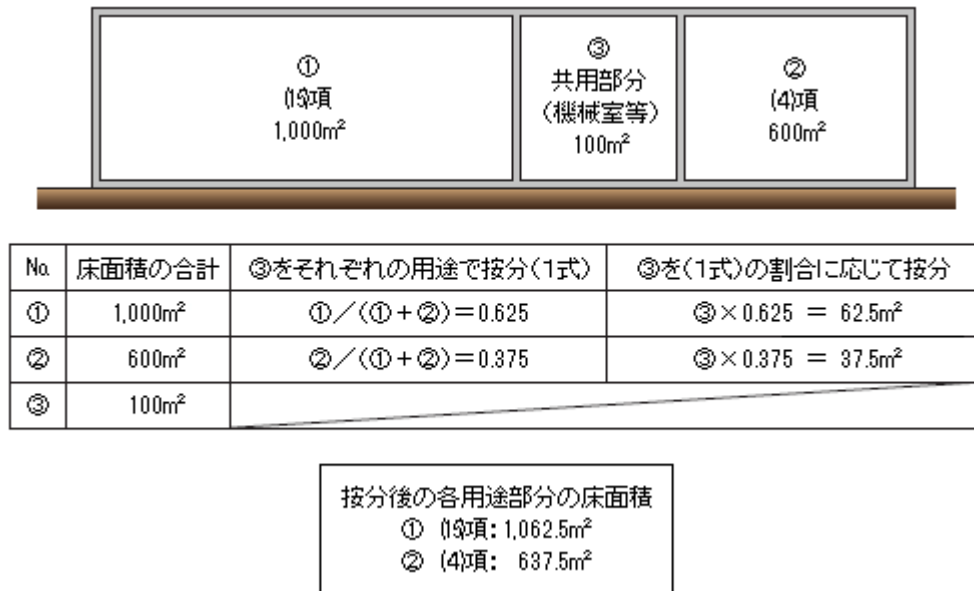 ①
(15)項
1,000m²
③
共用部分
(機械室等)
100m²
②
(4)項
600m²
No. 床面積の合計 ③をそれぞれの用途で按分(1式) ③を(1式)の割合に応じて按分
① 1,000m² ①/(①+②)=0.625 ③×0.625 = 62.5m²
② 600m² ②/(①+②)=0.375 ③×0.375 = 37.5m²
③ 100m²
按分後の各用途部分の床面積
① (15)項:1,062.5m²
② (4)項: 637.5m²